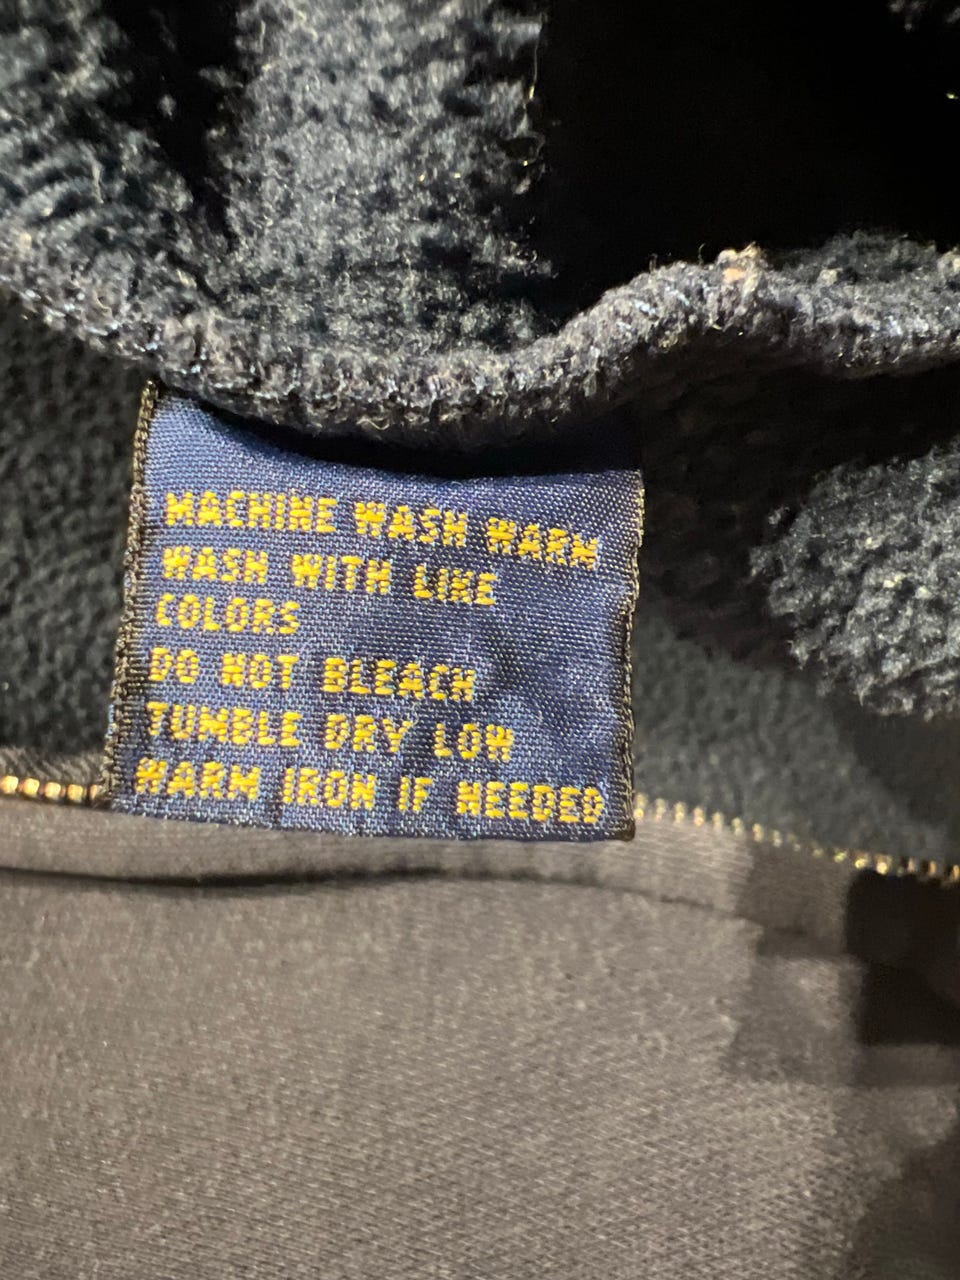 MACHINE WASH WARM
WASH WITH LIKE
COLORS
DO NOT BLEACH
TUMBLE DRY LOW
WARM IRON IF NEEDED